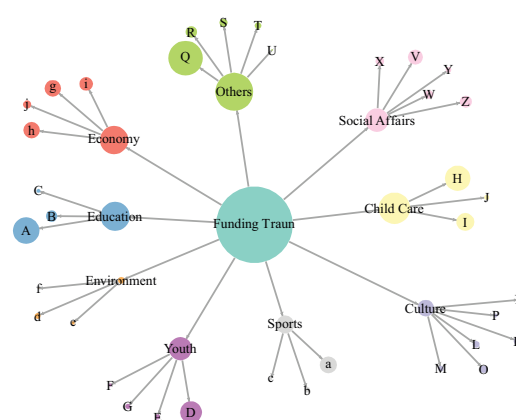 R
S
T
U
Q
Others
X
V
Y
W
Z
Social Affairs
g
i
j
h
Economy
H
J
I
Child Care
C
B
A
Education
Funding Traun
f
d
e
Environment
Sports
a
b
c
Culture
P
L
M
O
Youth
F
G
E
D